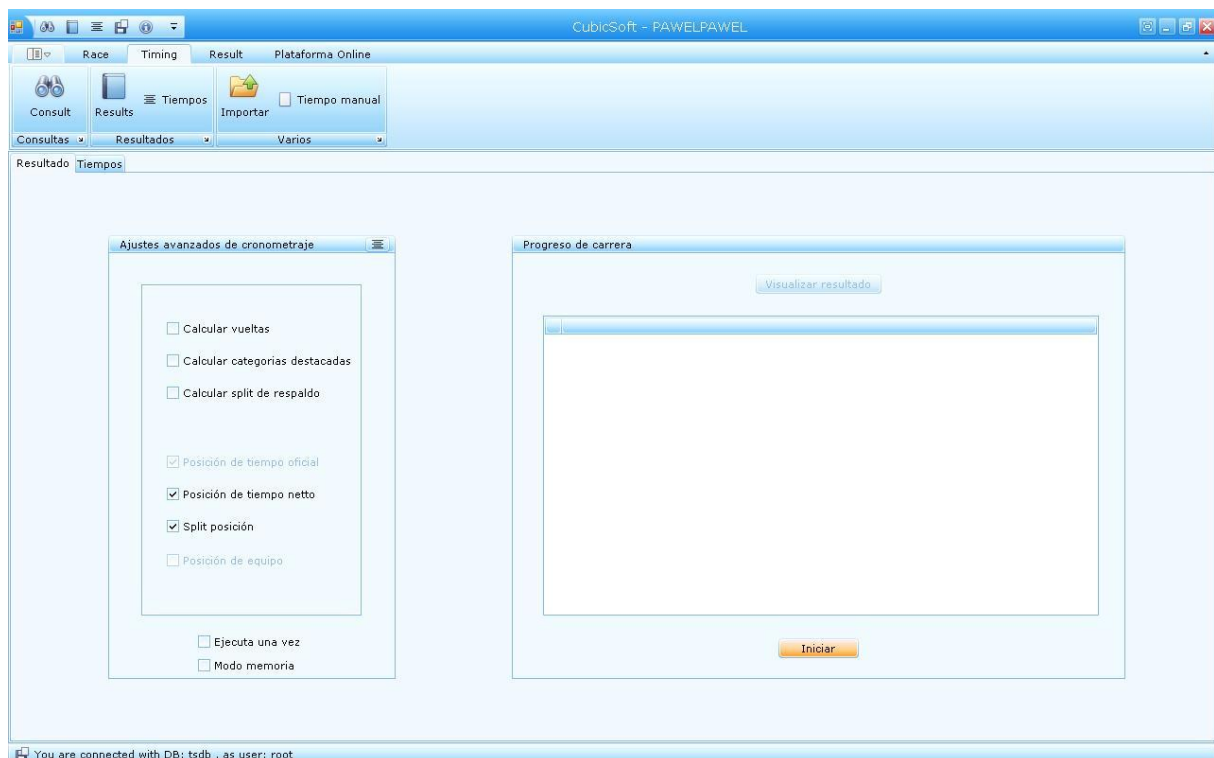 CubicSoft - PAWELPAWEL
Race Timing Result Plataforma Online
Consult Results Tiempos Importar Tiempo manual
Consultas Resultados Varios
Resultado Tiempos
Ajustes avanzados de cronometraje
Calcular vueltas
Calcular categorias destacadas
Calcular split de respaldo
Posición de tiempo oficial
Posición de tiempo netto
Split posición
Posición de equipo
Ejecuta una vez
Modo memoria
Progreso de carrera
Visualizar resultado
Iniciar
You are connected with DB: tsdb , as user: root